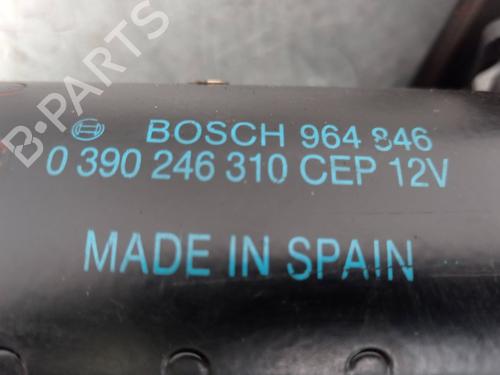 BOSCH 964 846
0 390 246 310 CEP 12V
MADE IN SPAIN
B-PARTS